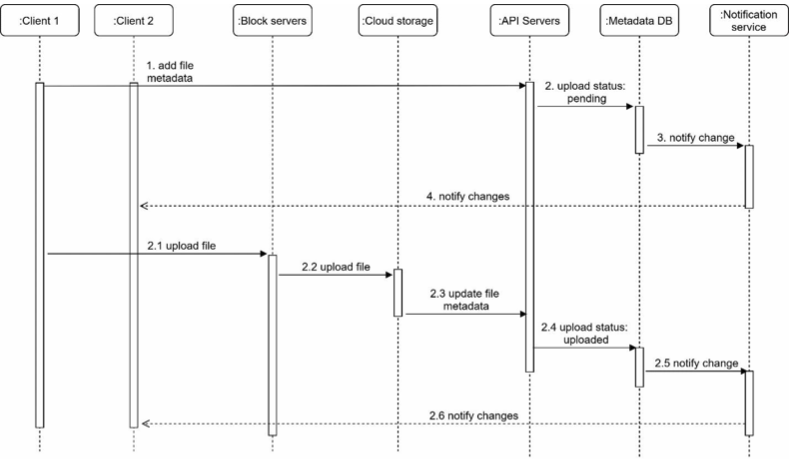 :Client 1
:Client 2
:Block servers
:Cloud storage
:API Servers
:Metadata DB
:Notification
service
1. add file
metadata
2. upload status:
pending
3. notify change
4. notify changes
2.1 upload file
2.2 upload file
2.3 update file
metadata
2.4 upload status:
uploaded
2.5 notify change
2.6 notify changes